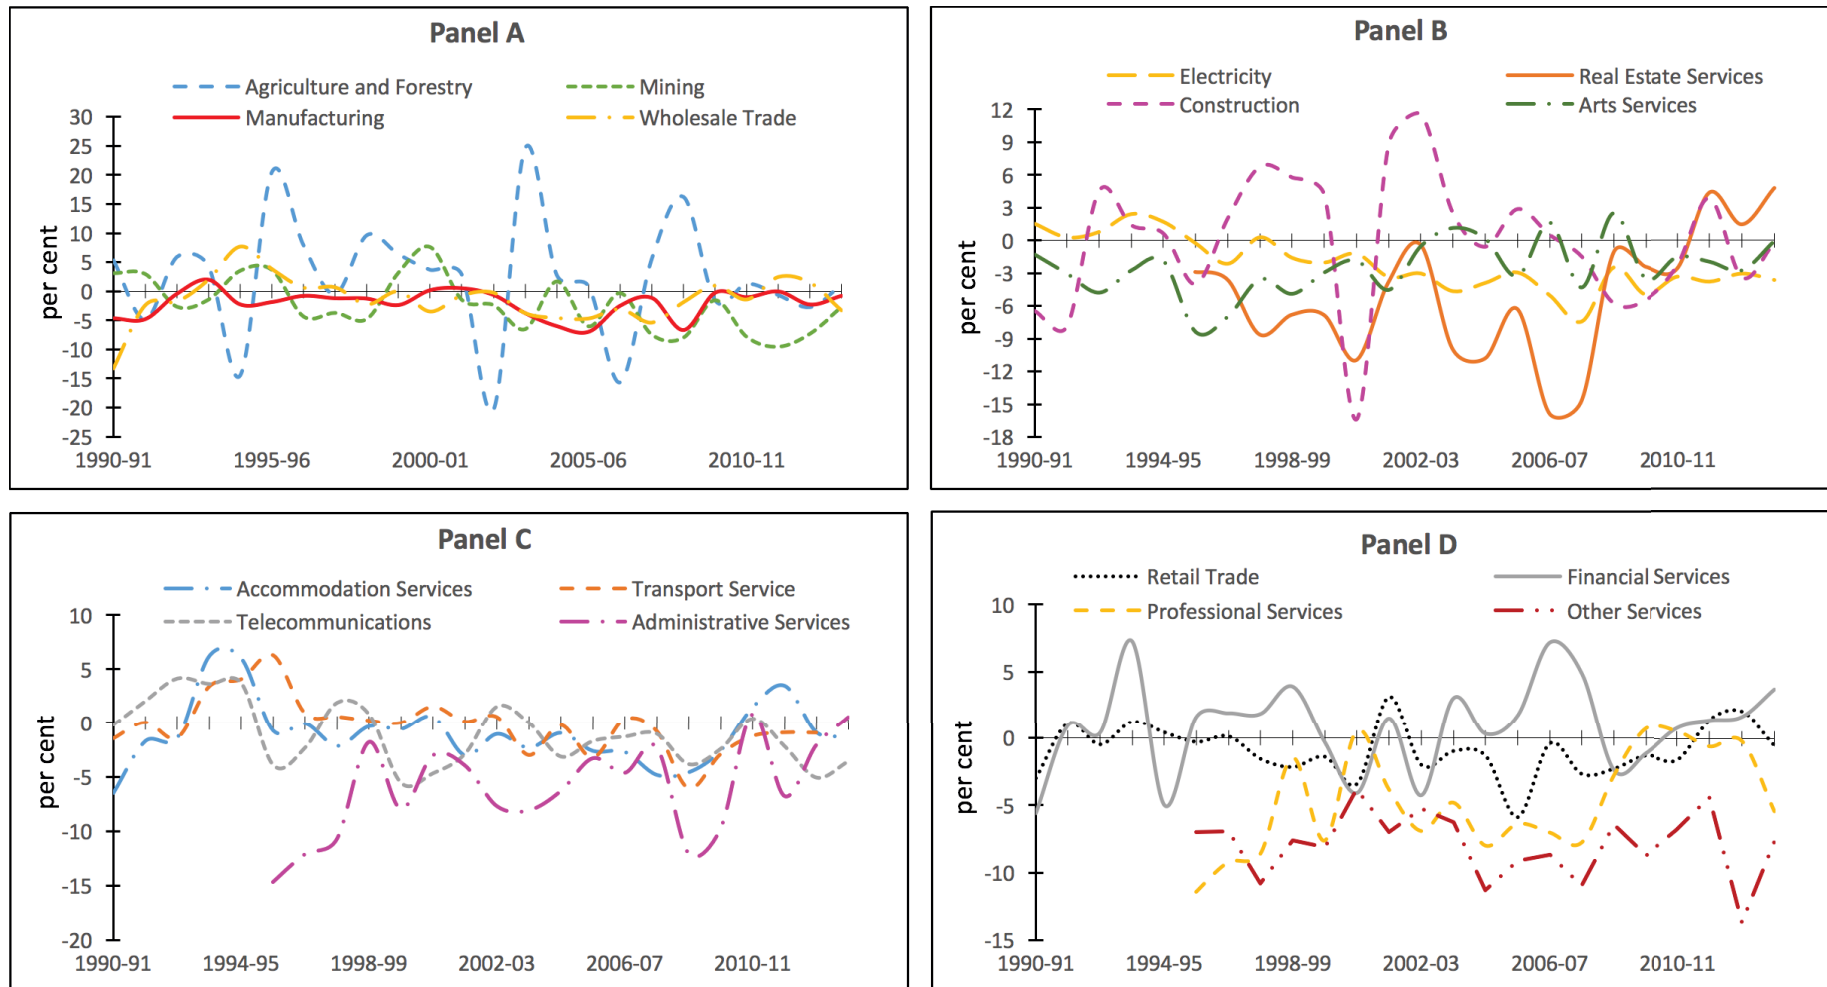 Panel A
Agriculture and Forestry Mining
Manufacturing Wholesale Trade
per cent
30
25
20
15
10
5
0
-5
-10
-15
-20
-25
1990-91 1995-96 2000-01 2005-06 2010-11
Panel B
Electricity Real Estate Services
Construction Arts Services
per cent
12
9
6
3
0
-3
-6
-9
-12
-15
-18
1990-91 1994-95 1998-99 2002-03 2006-07 2010-11
Panel C
Accommodation Services Transport Service
Telecommunications Administrative Services
per cent
10
5
0
-5
-10
-15
-20
1990-91 1994-95 1998-99 2002-03 2006-07 2010-11
Panel D
Retail Trade Financial Services
Professional Services Other Services
per cent
10
5
0
-5
-10
-15
1990-91 1994-95 1998-99 2002-03 2006-07 2010-11